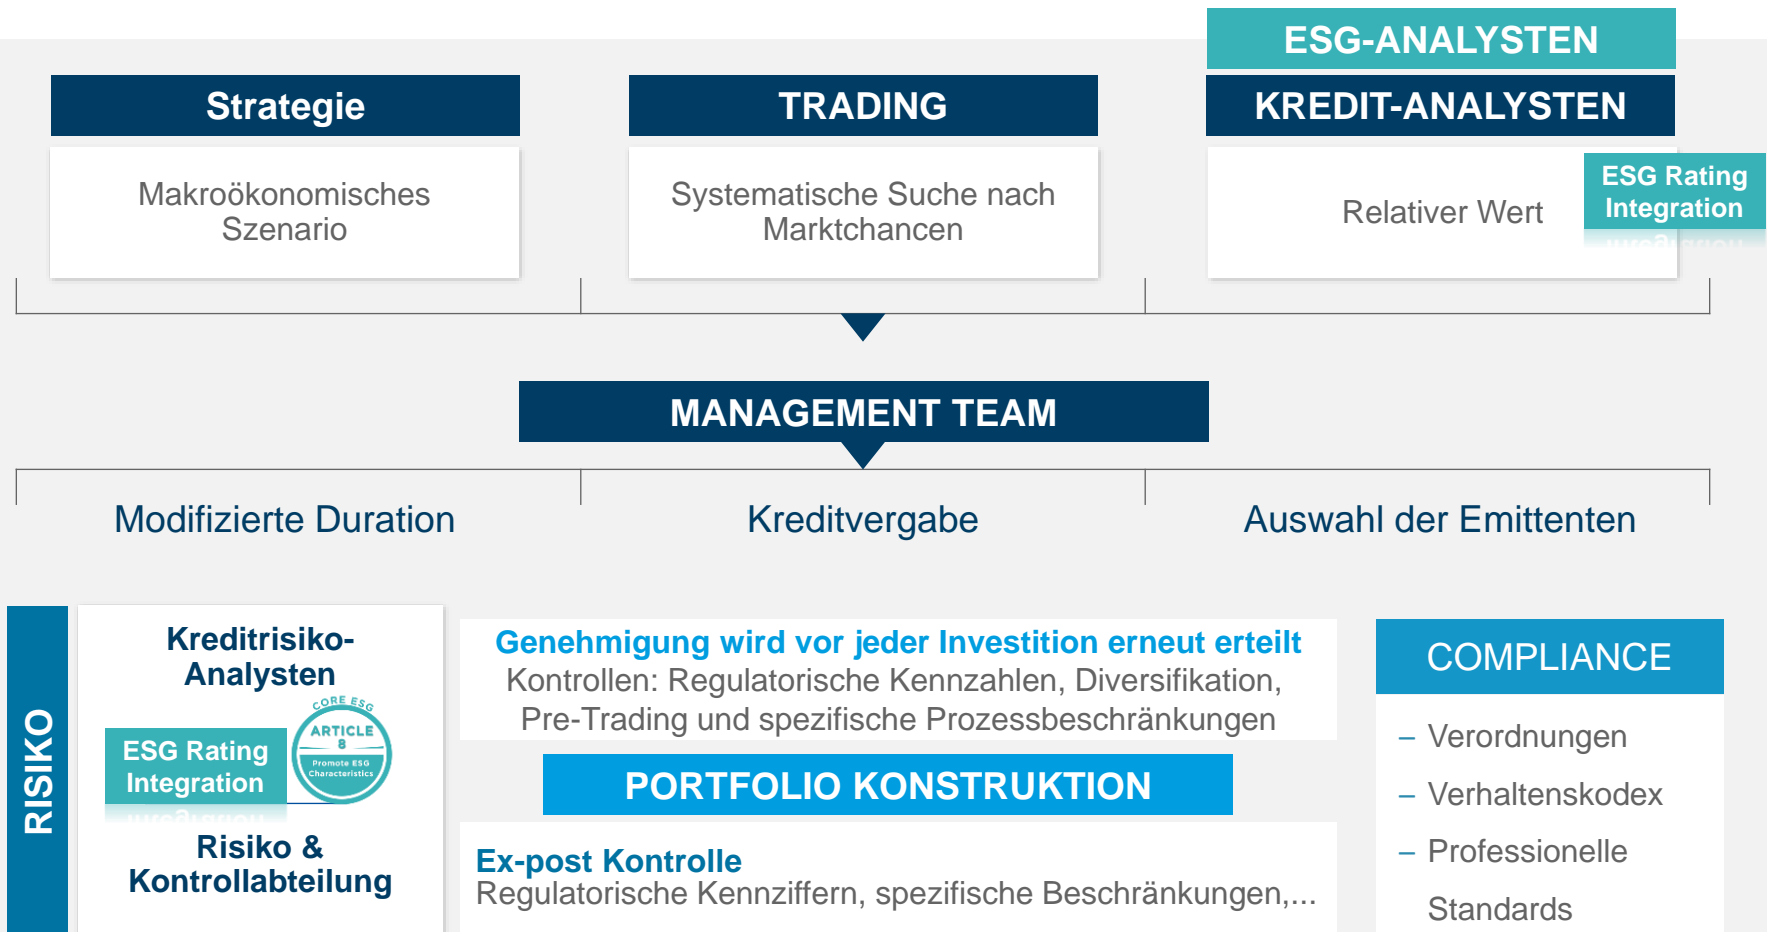 ESG-ANALYSTEN
Strategie
TRADING
KREDIT-ANALYSTEN
Makroökonomisches
Szenario
Systematische Suche nach
Marktchancen
Relativer Wert
ESG Rating
Integration
MANAGEMENT TEAM
Modifizierte Duration
Kreditvergabe
Auswahl der Emittenten
RISIKO
Kreditrisiko-
Analysten
ESG Rating
Integration
CORE ESG
ARTICLE
8
Promote ESG
Characteristics
Risiko &
Kontrollabteilung
Genehmigung wird vor jeder Investition erneut erteilt
Kontrollen: Regulatorische Kennzahlen, Diversifikation,
Pre-Trading und spezifische Prozessbeschränkungen
PORTFOLIO KONSTRUKTION
Ex-post Kontrolle
Regulatorische Kennziffern, spezifische Beschränkungen,...
COMPLIANCE
– Verordnungen
– Verhaltenskodex
– Professionelle
Standards